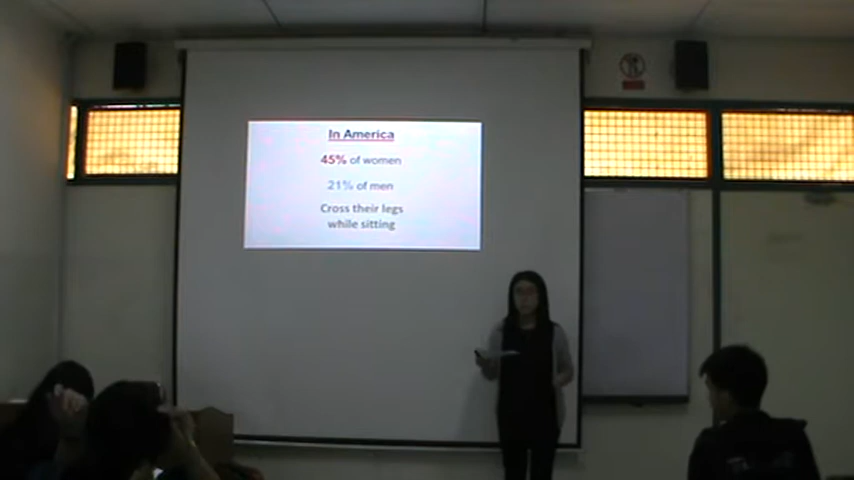 In America
45% of women
21% of men
Cross their legs
while sitting